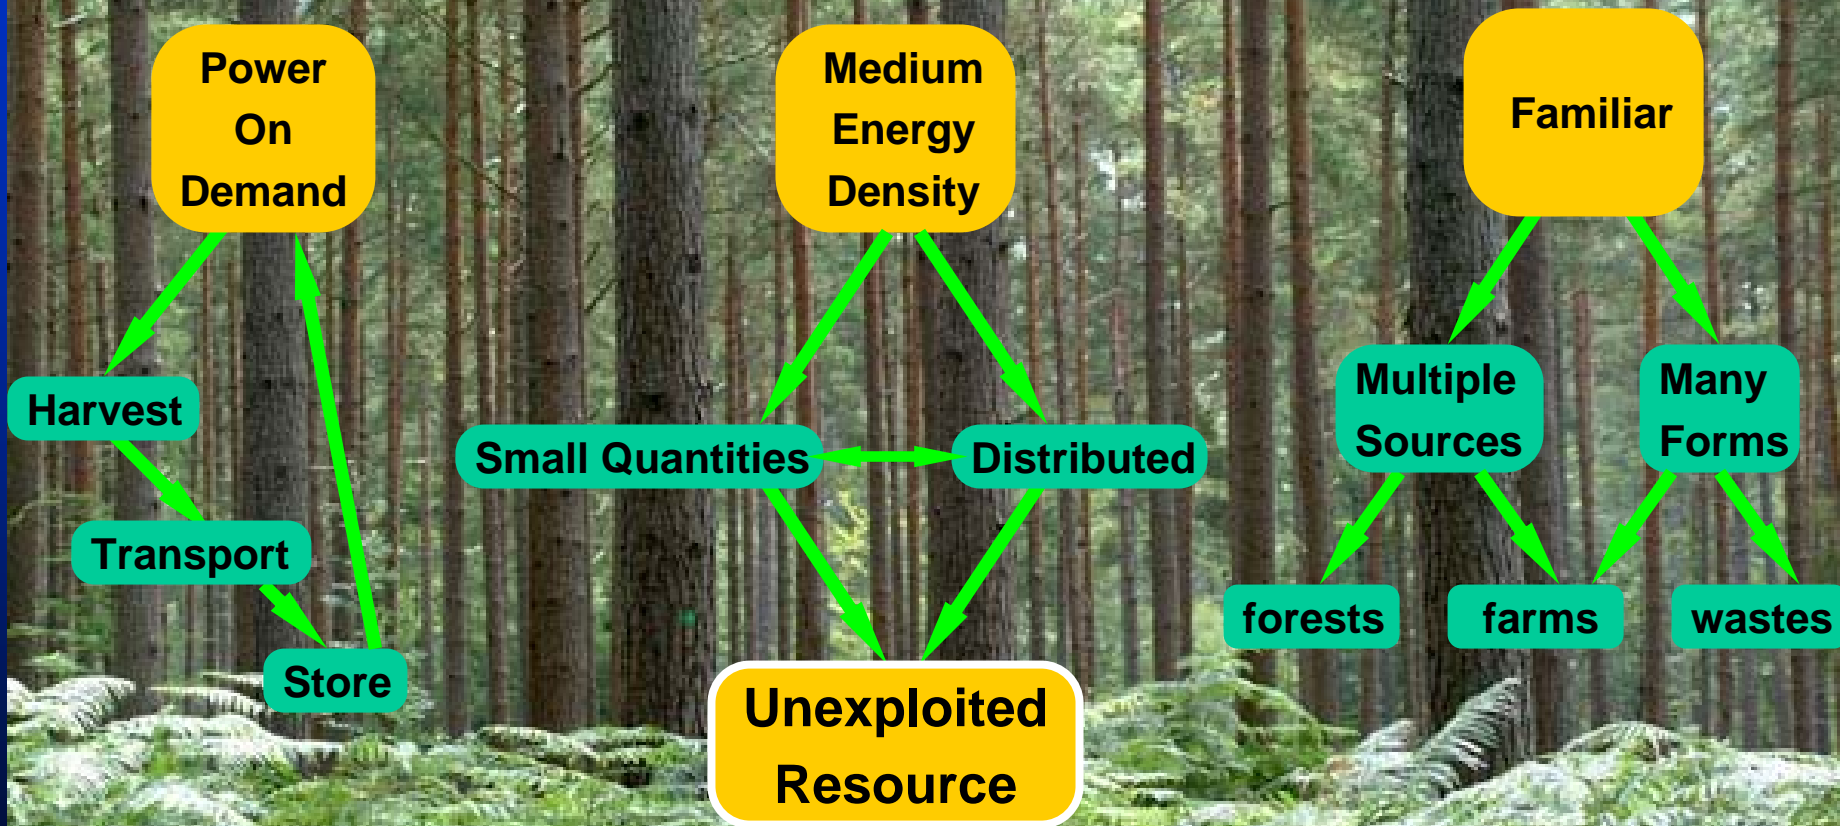 Power
On
Demand
Medium
Energy
Density
Familiar
Harvest
Transport
Store
Small Quantities
Distributed
Unexploited
Resource
Multiple
Sources
Many
Forms
forests
farms
wastes